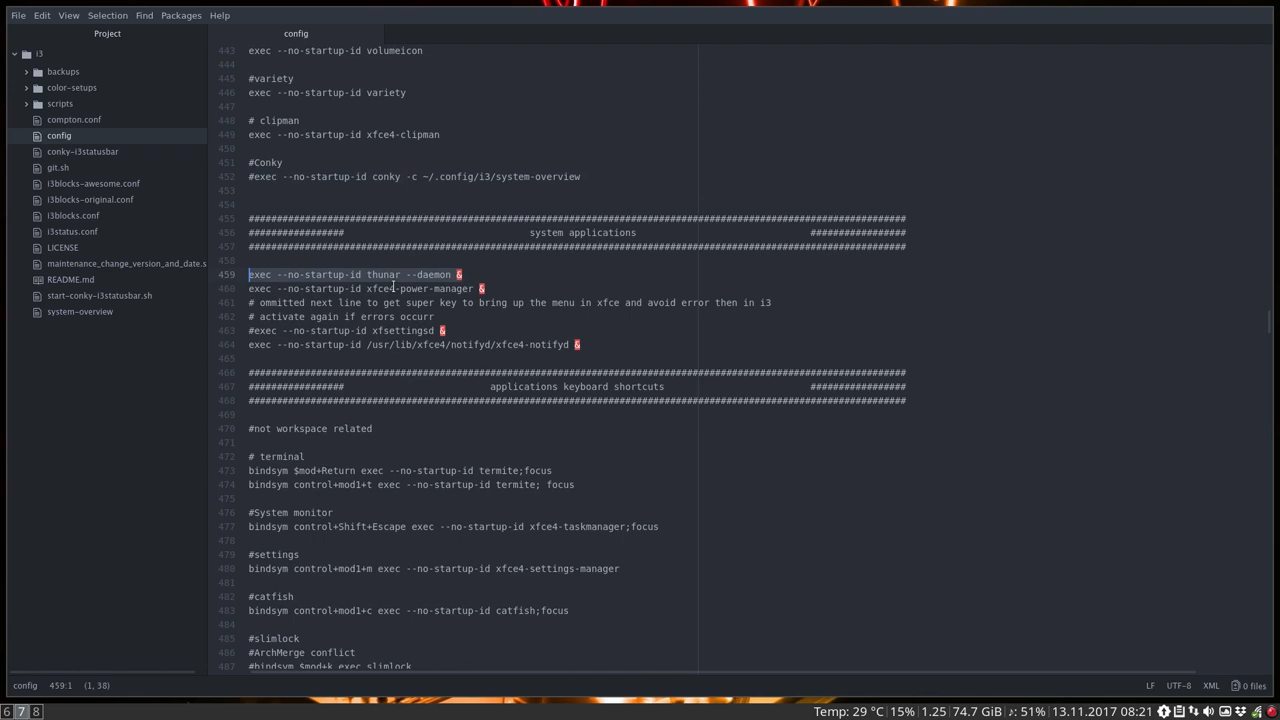 File Edit View Selection Find Packages Help
Project
config
i3
backups
color-setups
scripts
compton.conf
config
conky-i3statusbar
git.sh
i3blocks-awesome.conf
i3blocks-original.conf
i3blocks.conf
i3status.conf
LICENSE
maintenance_change_version_and_date.s
README.md
start-conky-i3statusbar.sh
system-overview
443 exec --no-startup-id volumeicon
444
445 #variety
446 exec --no-startup-id variety
447
448 # clipman
449 exec --no-startup-id xfce4-clipman
450
451 #Conky
452 #exec --no-startup-id conky -c ~/.config/i3/system-overview
453
454
455 #####################################################################################################################
456 ################# system applications #################
457 #####################################################################################################################
458
459 exec --no-startup-id thunar --daemon &
460 exec --no-startup-id xfce4-power-manager &
461 # ommitted next line to get super key to bring up the menu in xfce and avoid error then in i3
462 # activate again if errors occurr
463 #exec --no-startup-id xfsettingsd &
464 exec --no-startup-id /usr/lib/xfce4/notifyd/xfce4-notifyd &
465
466 #####################################################################################################################
467 ################# applications keyboard shortcuts #################
468 #####################################################################################################################
469
470 #not workspace related
471
472 # terminal
473 bindsym $mod+Return exec --no-startup-id termite;focus
474 bindsym control+mod1+t exec --no-startup-id termite; focus
475
476 #System monitor
477 bindsym control+Shift+Escape exec --no-startup-id xfce4-taskmanager;focus
478
479 #settings
480 bindsym control+mod1+m exec --no-startup-id xfce4-settings-manager
481
482 #catfish
483 bindsym control+mod1+c exec --no-startup-id catfish;focus
484
485 #slimlock
486 #ArchMerge conflict
487 #bindsym $mod+k exec slimlock
config 459:1 (1, 38) LF UTF-8 XML 0 files
6 7 8 Temp: 29 °C | 15% | 1.25 | 74.7 GiB | ♪: 51% | 13.11.2017 08:21